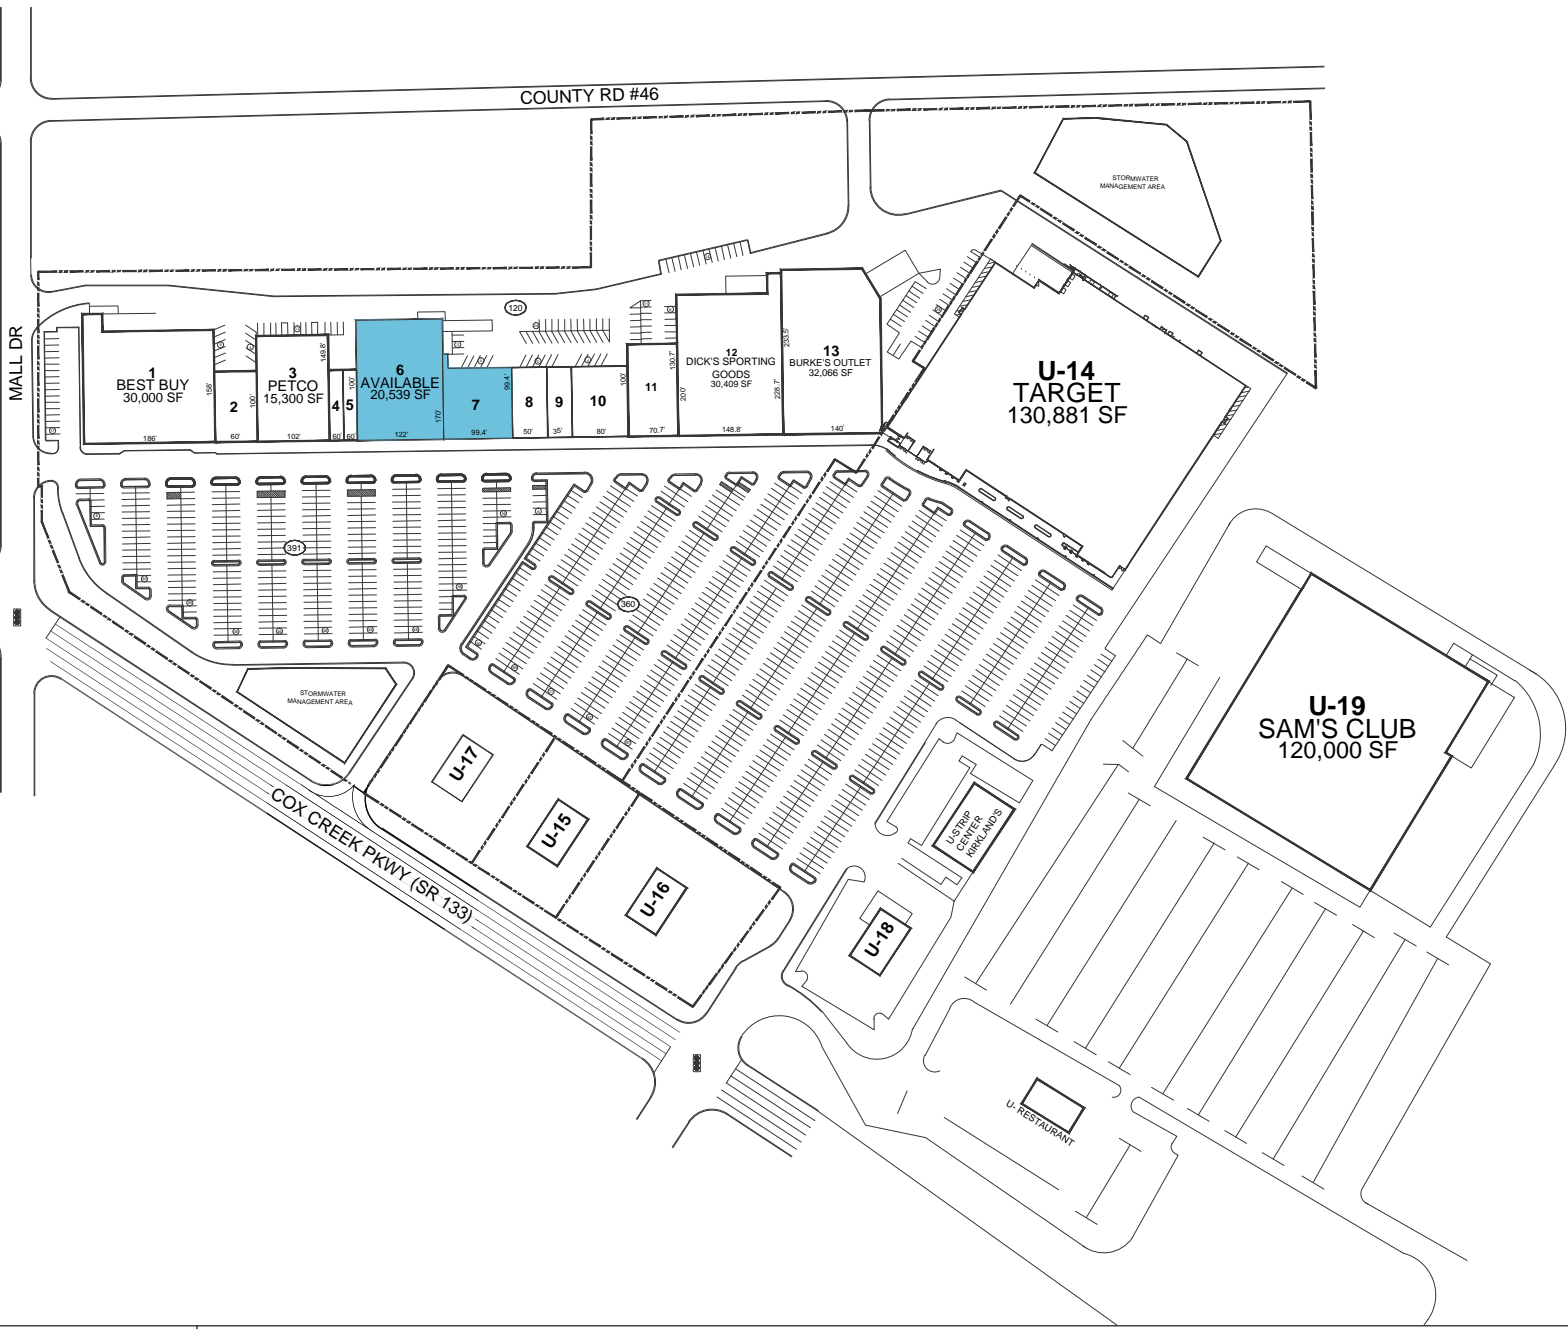 COUNTY RD #46
STORMWATER
MANAGEMENT AREA
MALL DR
120
1
BEST BUY
30,000 SF
158'
186'
2
100'
60'
3
PETCO
15,300 SF
149.8'
102'
4
60'
5
100'
60'
6
AVAILABLE
20,539 SF
170'
122'
7
99.4'
99.4'
8
50'
9
35'
10
100'
80'
11
130.7'
70.7'
12
DICK'S SPORTING
GOODS
30,409 SF
200'
228.7'
148.8'
13
BURKE'S OUTLET
32,066 SF
233.5'
140'
U-14
TARGET
130,881 SF
391
360
STORMWATER
MANAGEMENT AREA
U-17
U-15
U-16
COX CREEK PKWY (SR 133)
U-STRIP
CENTER
KIRKLAND'S
U-18
U-19
SAM'S CLUB
120,000 SF
U- RESTAURANT